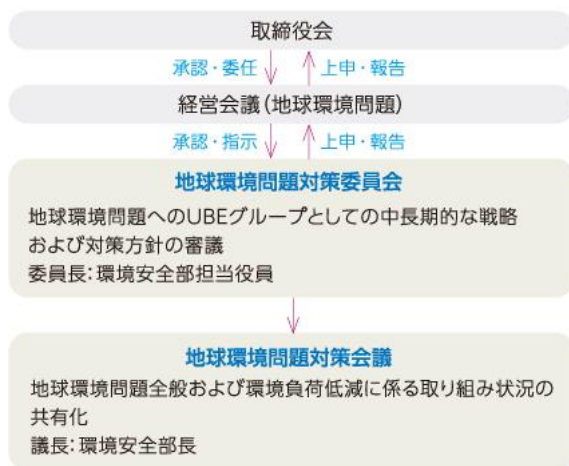 取締役会
承認・委任 上申・報告
経営会議(地球環境問題)
承認・指示 上申・報告
地球環境問題対策委員会
地球環境問題へのUBEグループとしての中長期的な戦略
および対策方針の審議
委員長:環境安全部担当役員
地球環境問題対策会議
地球環境問題全般および環境負荷低減に係る取り組み状況の
共有化
議長:環境安全部長